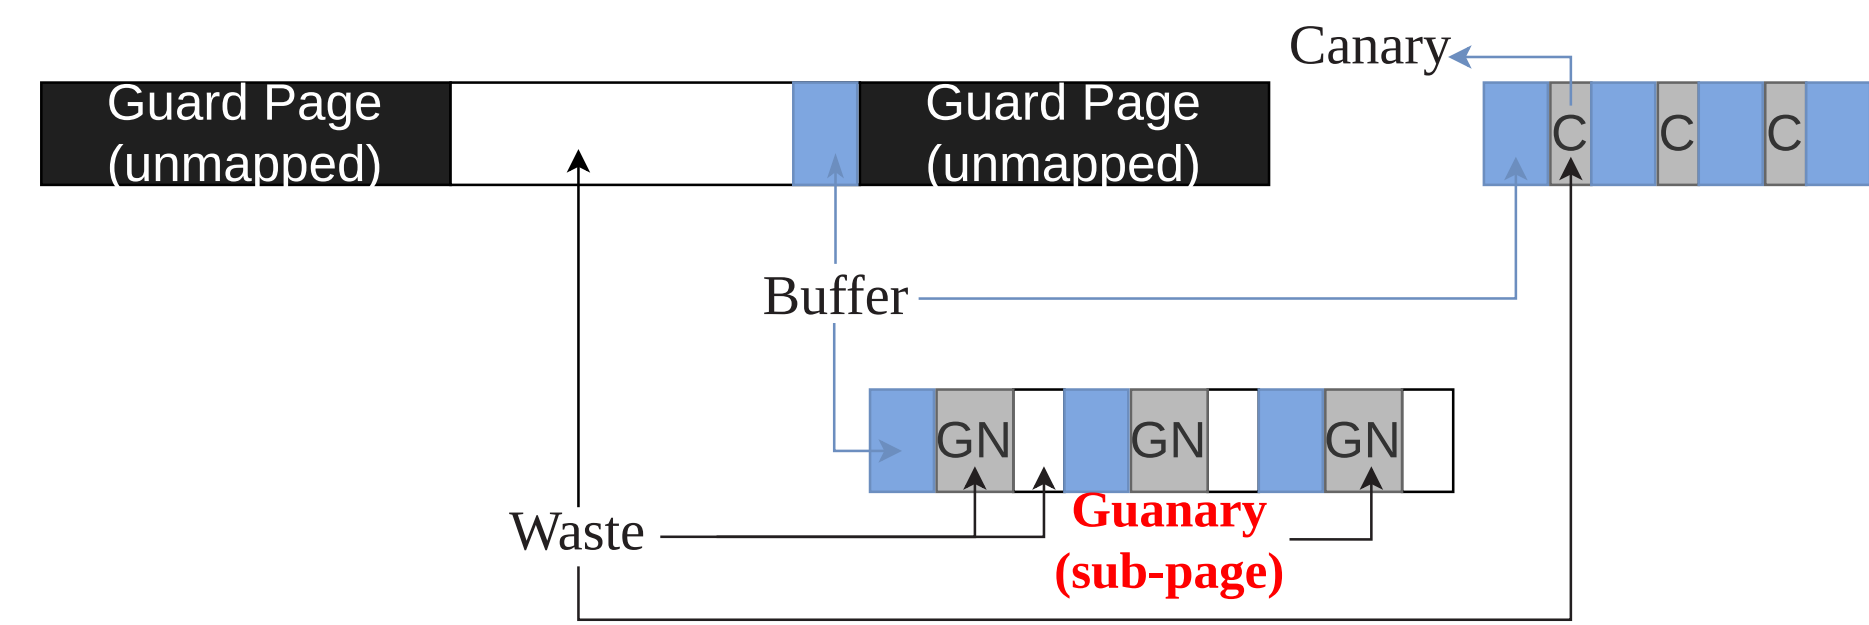 Canary
Guard Page
(unmapped)
Guard Page
(unmapped)
C
C
C
Buffer
GN
GN
GN
Waste
Guanary
(sub-page)